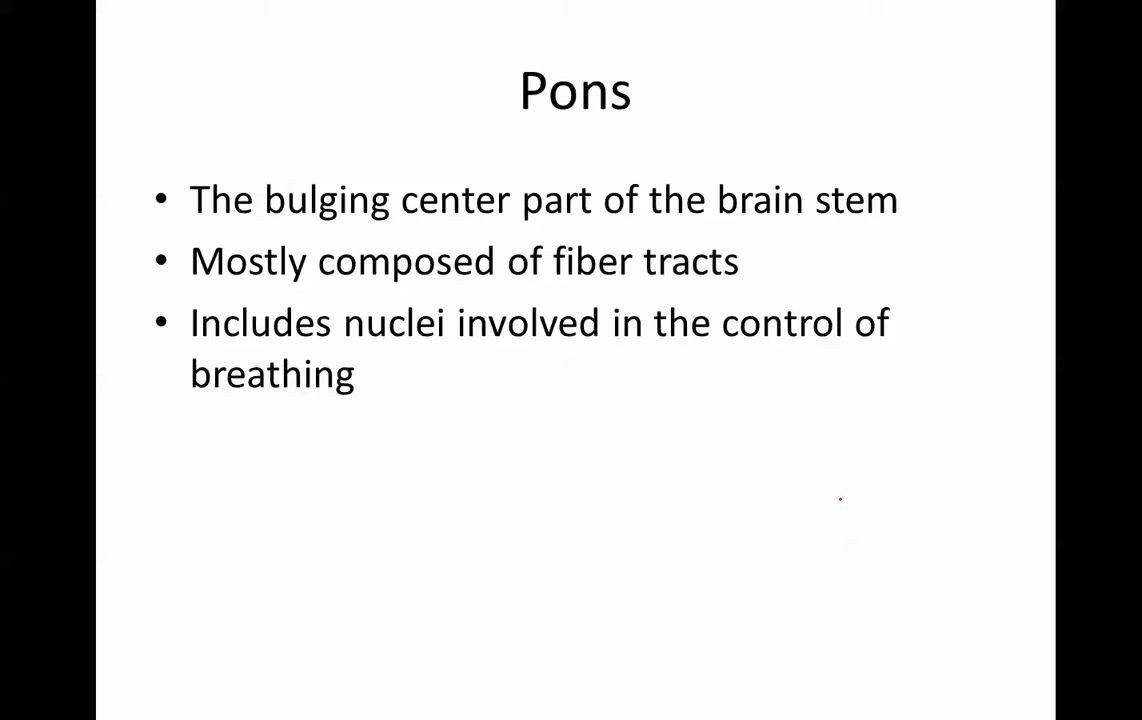 Pons
• The bulging center part of the brain stem
• Mostly composed of fiber tracts
• Includes nuclei involved in the control of
breathing